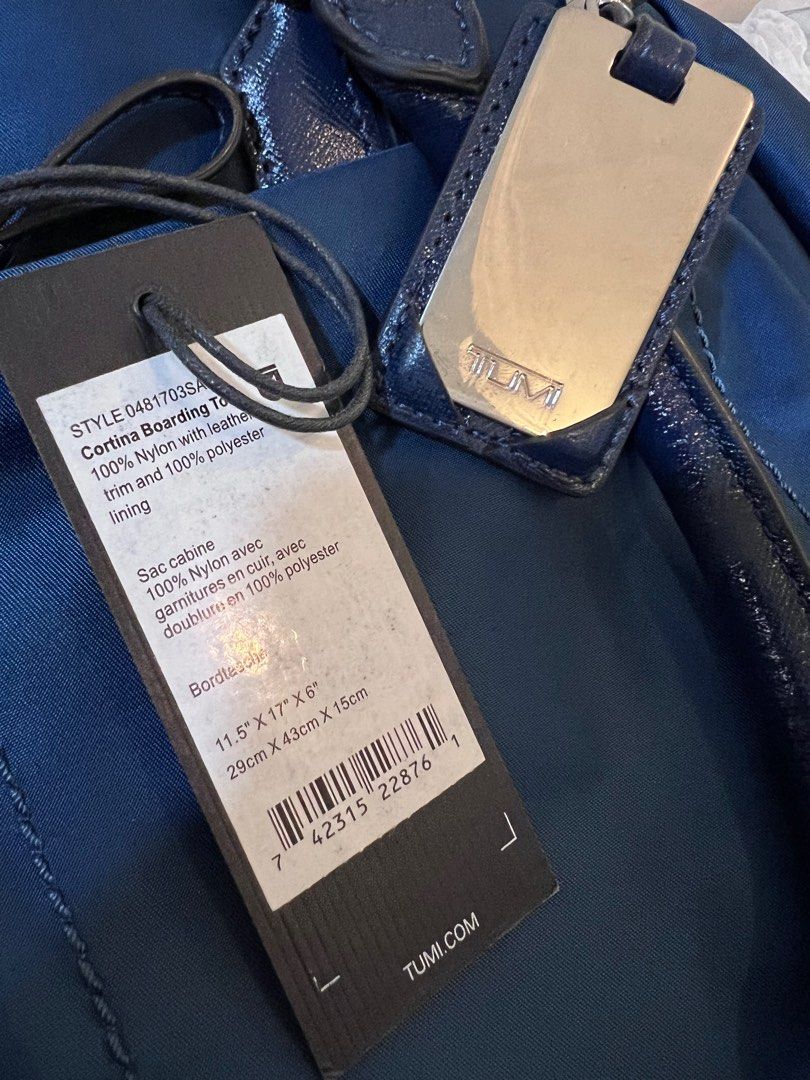 TUMI
STYLE 0481703SA
Cortina Boarding
100% Nylon with leather
trim and 100% polyester
lining
Sac cabine
100% Nylon avec
garnitures en cuir, avec
doublure en 100% polyester
Bordtasche
11.5" X 17" X 6"
29cm X 43cm X 15cm
7 42315 22876 1
TUMI.COM